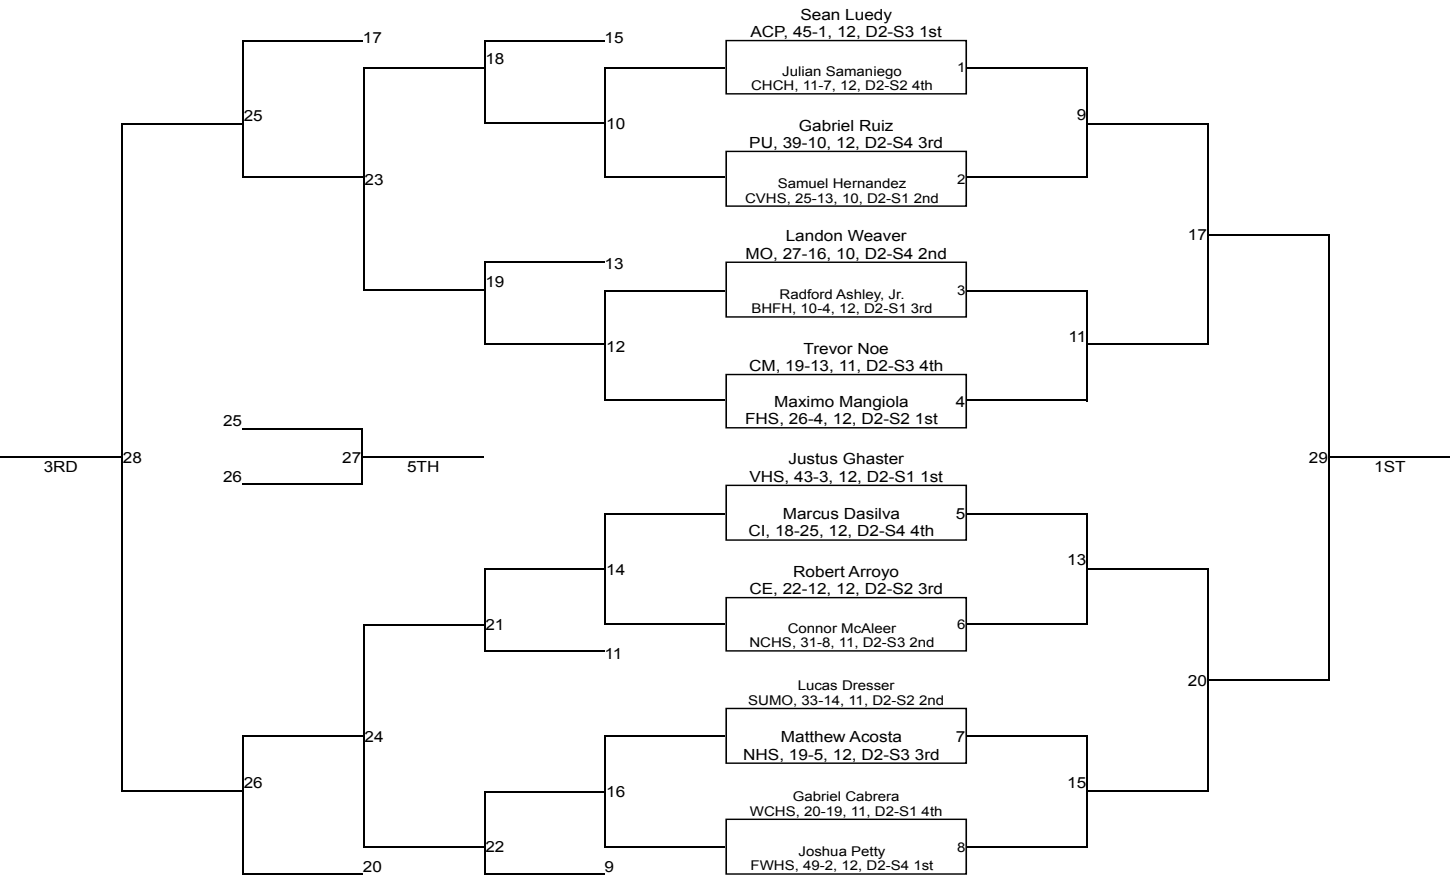 Sean Luedy
17
15
ACP, 45-1, 12, D2-S3 1st
18
Julian Samaniego
1
CHCH, 11-7, 12, D2-S2 4th
25
9
10
Gabriel Ruiz
PU, 39-10, 12, D2-S4 3rd
23
Samuel Hernandez
2
CVHS, 25-13, 10, D2-S1 2nd
Landon Weaver
17
MO, 27-16, 10, D2-S4 2nd
13
19
Radford Ashley, Jr.
3
BHFH, 10-4, 12, D2-S1 3rd
11
12
Trevor Noe
CM, 19-13, 11, D2-S3 4th
Maximo Mangiola
4
FHS, 26-4, 12, D2-S2 1st
25
28
27
29
Justus Ghaster
3RD
5TH
1ST
26
VHS, 43-3, 12, D2-S1 1st
Marcus Dasilva
5
CI, 18-25, 12, D2-S4 4th
13
14
Robert Arroyo
CE, 22-12, 12, D2-S2 3rd
21
Connor McAleer
6
NCHS, 31-8, 11, D2-S3 2nd
11
20
Lucas Dresser
SUMO, 33-14, 11, D2-S2 2nd
24
Matthew Acosta
7
NHS, 19-5, 12, D2-S3 3rd
26
15
16
Gabriel Cabrera
WCHS, 20-19, 11, D2-S1 4th
22
Joshua Petty
8
20
9
FWHS, 49-2, 12, D2-S4 1st